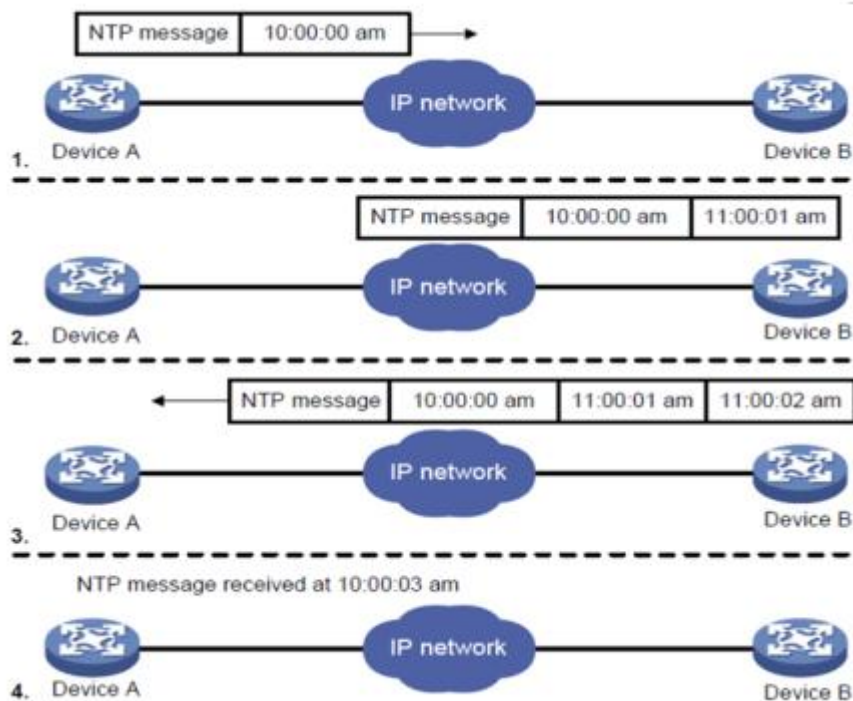 NTP message 10:00:00 am
IP network
Device A Device B
1.
NTP message 10:00:00 am 11:00:01 am
IP network
2. Device A Device B
NTP message 10:00:00 am 11:00:01 am 11:00:02 am
IP network
Device A Device B
3.
NTP message received at 10:00:03 am
IP network
4. Device A Device B